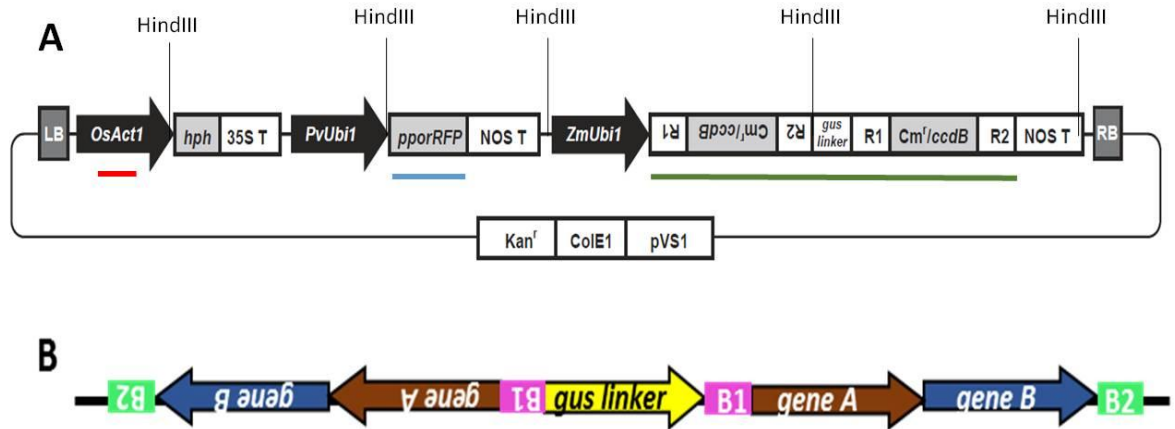 A
HindIII HindIII HindIII HindIII HindIII
LB OsAct1 hph 35S T PvUbi1 pporRFP NOS T ZmUbi1 R1 Cmʳ/ccdB R2 gus linker R1 Cmʳ/ccdB R2 NOS T RB
Kanʳ ColE1 pVS1
B
B2 gene B gene A B1 gus linker B1 gene A gene B B2